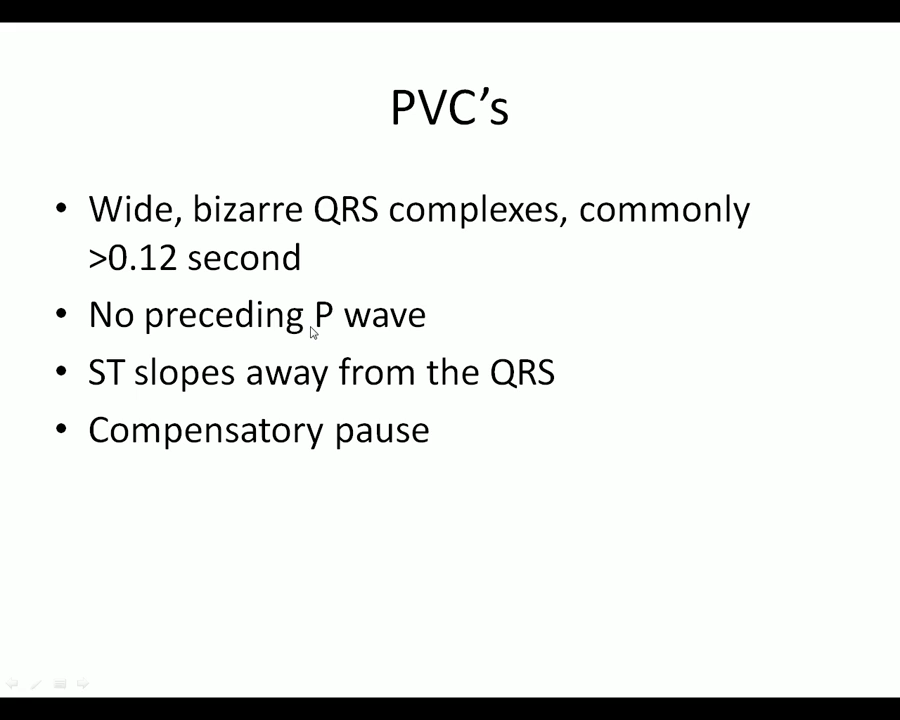 PVC’s
• Wide, bizarre QRS complexes, commonly
>0.12 second
• No preceding P wave
• ST slopes away from the QRS
• Compensatory pause